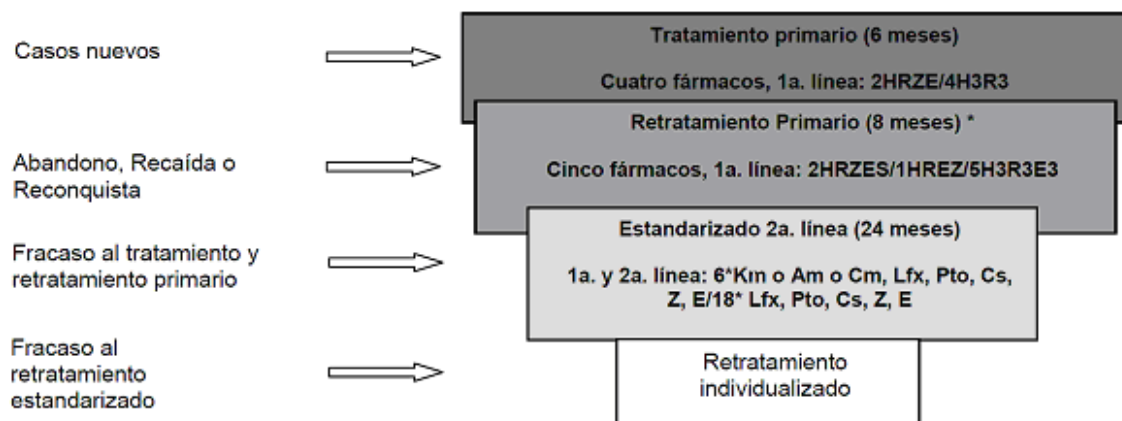 Casos nuevos
Tratamiento primario (6 meses)
Cuatro fármacos, 1a. línea: 2HRZE/4H3R3
Abandono, Recaída o
Reconquista
Retratamiento Primario (8 meses) *
Cinco fármacos, 1a. línea: 2HRZES/1HREZ/5H3R3E3
Fracaso al tratamiento y
retratamiento primario
Estandarizado 2a. línea (24 meses)
1a. y 2a. línea: 6*Km o Am o Cm, Lfx, Pto, Cs,
Z, E/18* Lfx, Pto, Cs, Z, E
Fracaso al
retratamiento
estandarizado
Retratamiento
individualizado